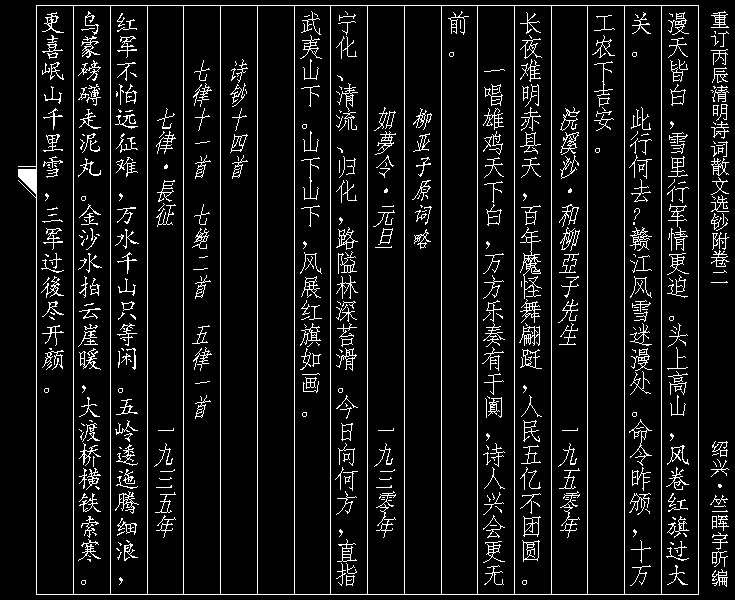 重订丙辰清明诗词散文选钞附卷二　绍兴·竺晖宇昕编
漫天皆白，雪里行军情更迫。头上高山，风卷红旗过大
关。　此行何去？赣江风雪迷漫处。命令昨颁，十万
工农下吉安。
浣溪沙·和柳亞子先生　一九五零年
长夜难明赤县天，百年魔怪舞翩跹，人民五亿不团圆。
一唱雄鸡天下白，万方乐奏有于阗，诗人兴会更无
前。
柳亚子原词略
如夢令·元旦　一九三零年
宁化、清流、归化，路隘林深苔滑。今日向何方，直指
武夷山下。山下山下，风展红旗如画。
诗钞十四首
七律十一首　七绝二首　五律一首
七律·長征　一九三五年
红军不怕远征难，万水千山只等闲。五岭逶迤腾细浪，
乌蒙磅礴走泥丸。金沙水拍云崖暖，大渡桥横铁索寒。
更喜岷山千里雪，三军过後尽开颜。